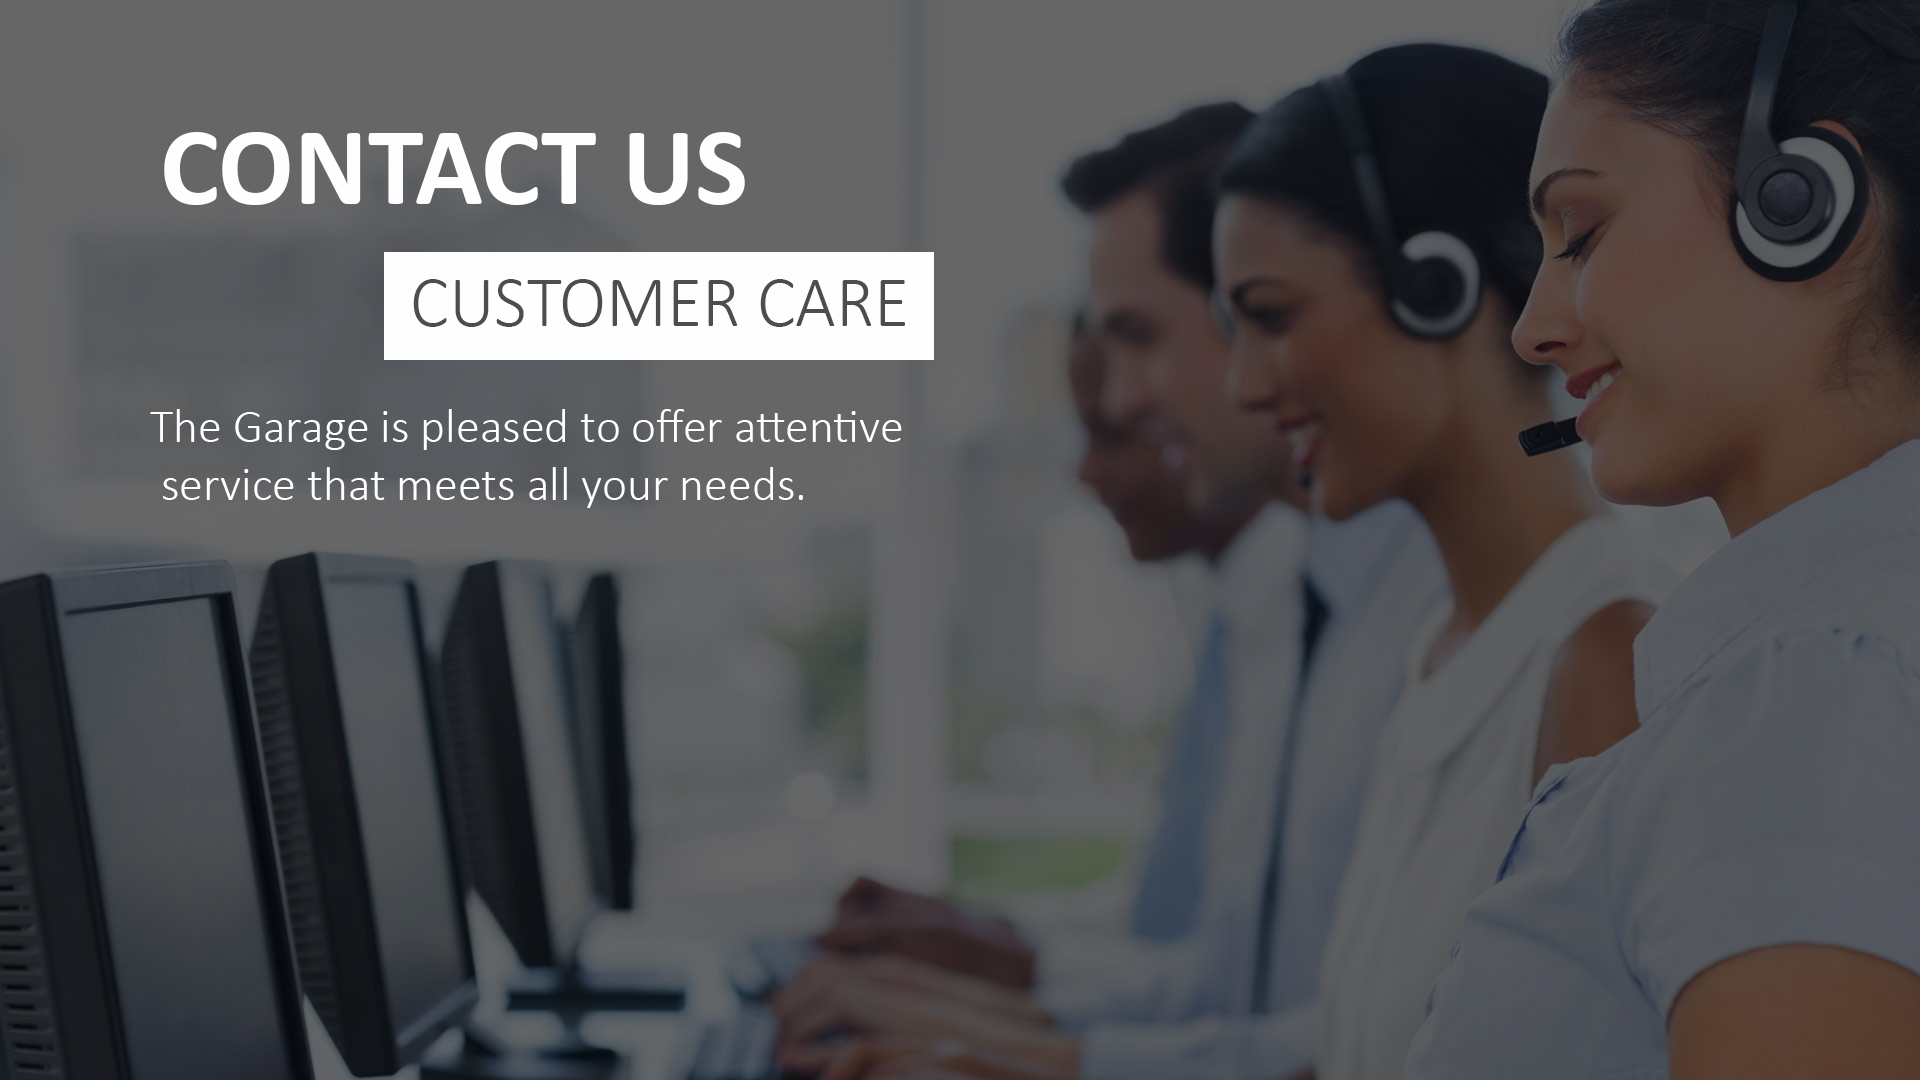 CONTACT US
CUSTOMER CARE
The Garage is pleased to offer attentive
service that meets all your needs.